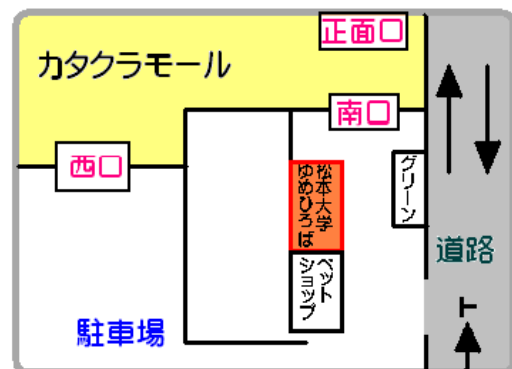 正面口
カタクラモール
南口
西口
松本大学
ゆめひろば
グリーン
ペット
ショップ
道路
駐車場